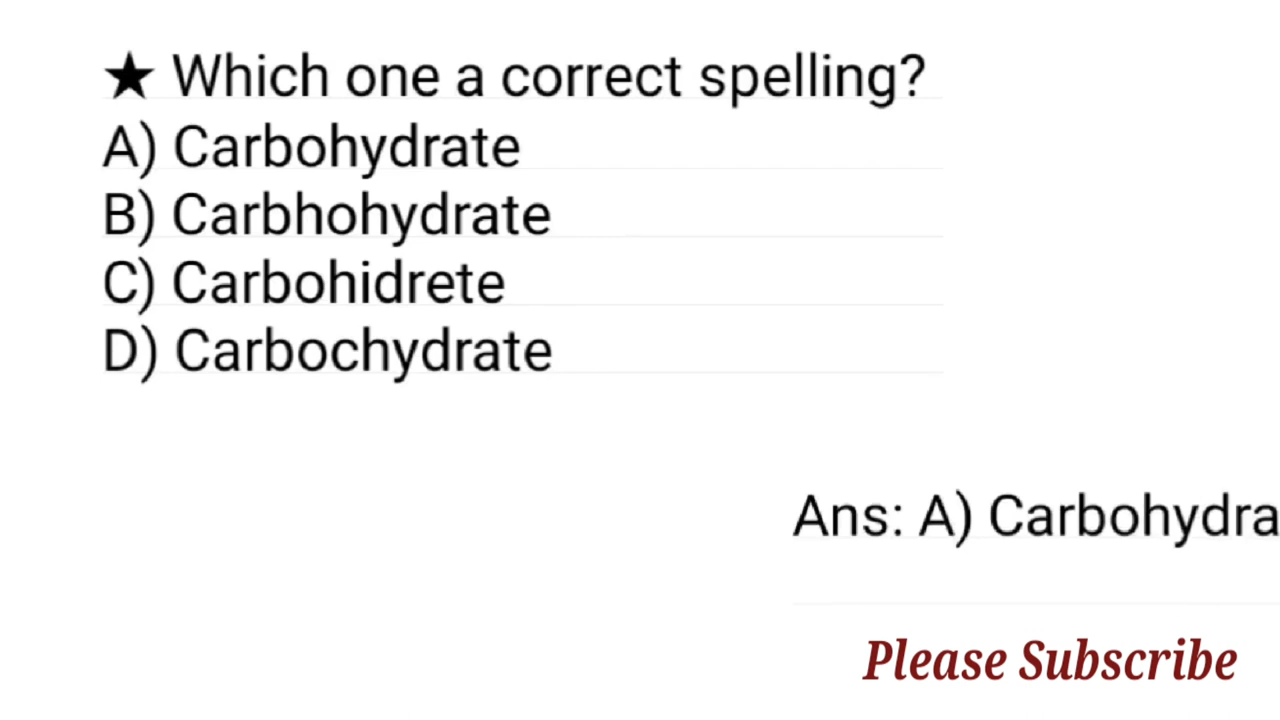 ★ Which one a correct spelling?
A) Carbohydrate
B) Carbhohydrate
C) Carbohidrete
D) Carbochydrate
Ans: A) Carbohydra
Please Subscribe